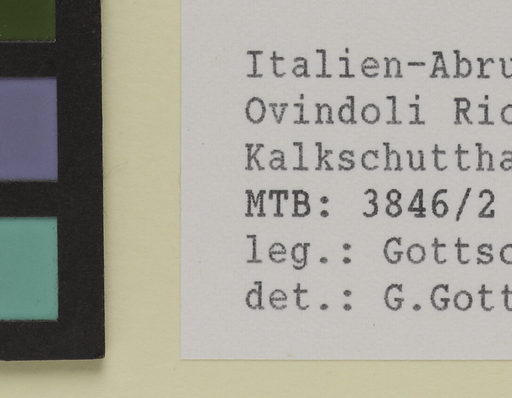 Italien-Abru
Ovindoli Ric
Kalkschuttha
MTB: 3846/2
leg.: Gottsc
det.: G.Gott